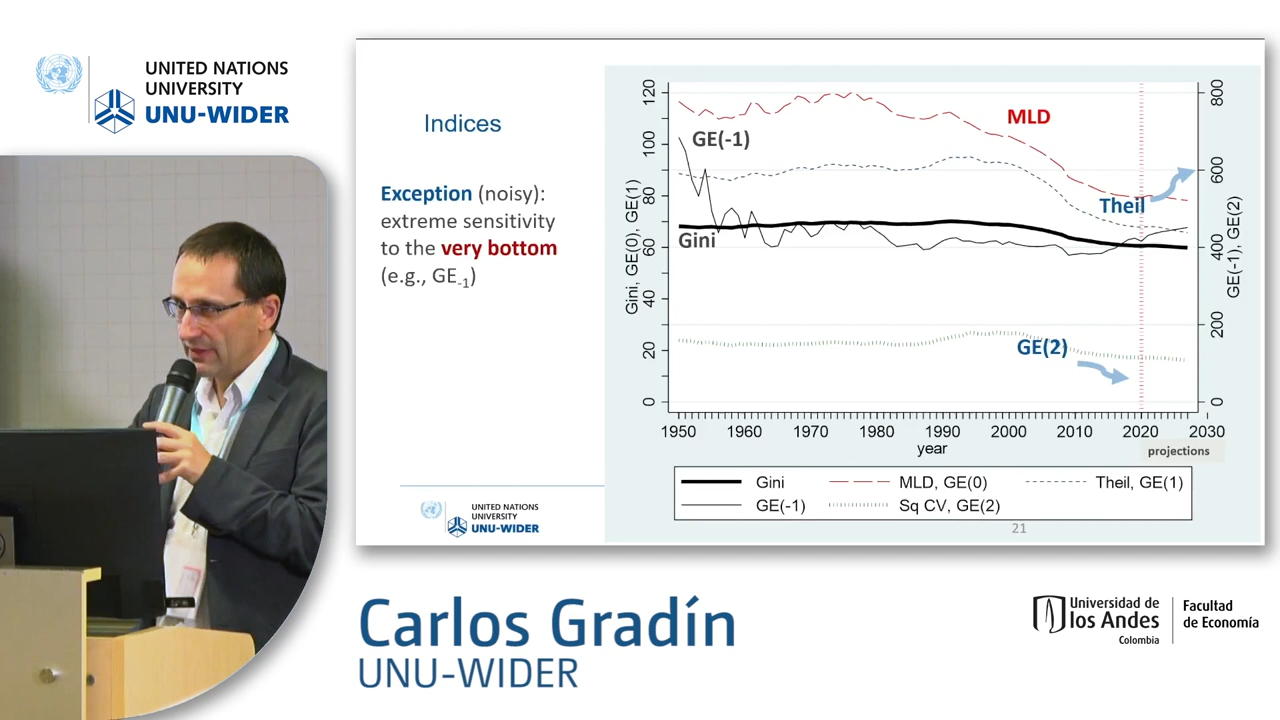 UNITED NATIONS
UNIVERSITY
UNU-WIDER
Indices
Exception (noisy):
extreme sensitivity
to the very bottom
(e.g., GE-1)
UNITED NATIONS
UNIVERSITY
UNU-WIDER
Gini, GE(0), GE(1)
120
100
80
60
40
20
0
MLD
GE(-1)
Theil
Gini
GE(2)
800
600
400
200
0
GE(-1), GE(2)
1950 1960 1970 1980 1990 2000 2010 2020 2030
year
projections
Gini MLD, GE(0) Theil, GE(1)
GE(-1) Sq CV, GE(2)
21
Carlos Gradín
UNU-WIDER
Universidad de
los Andes
Colombia
Facultad
de Economía